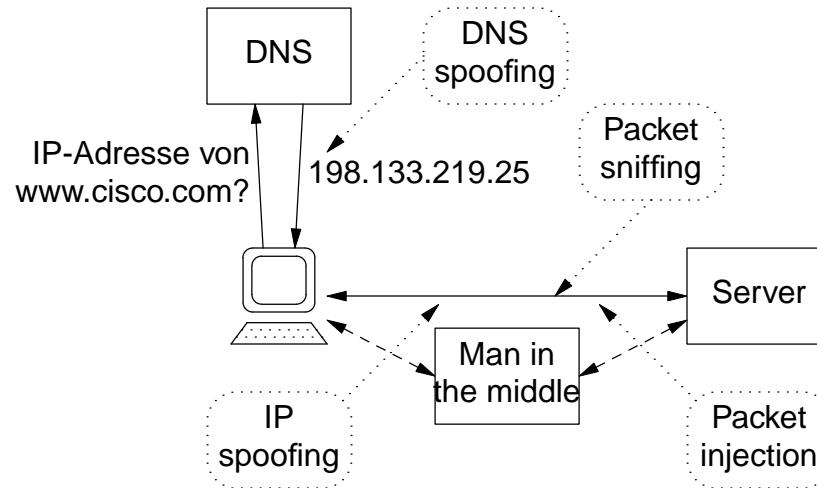 DNS
DNS
spoofing
IP-Adresse von
www.cisco.com?
198.133.219.25
Packet
sniffing
Server
Man in
the middle
IP
spoofing
Packet
injection